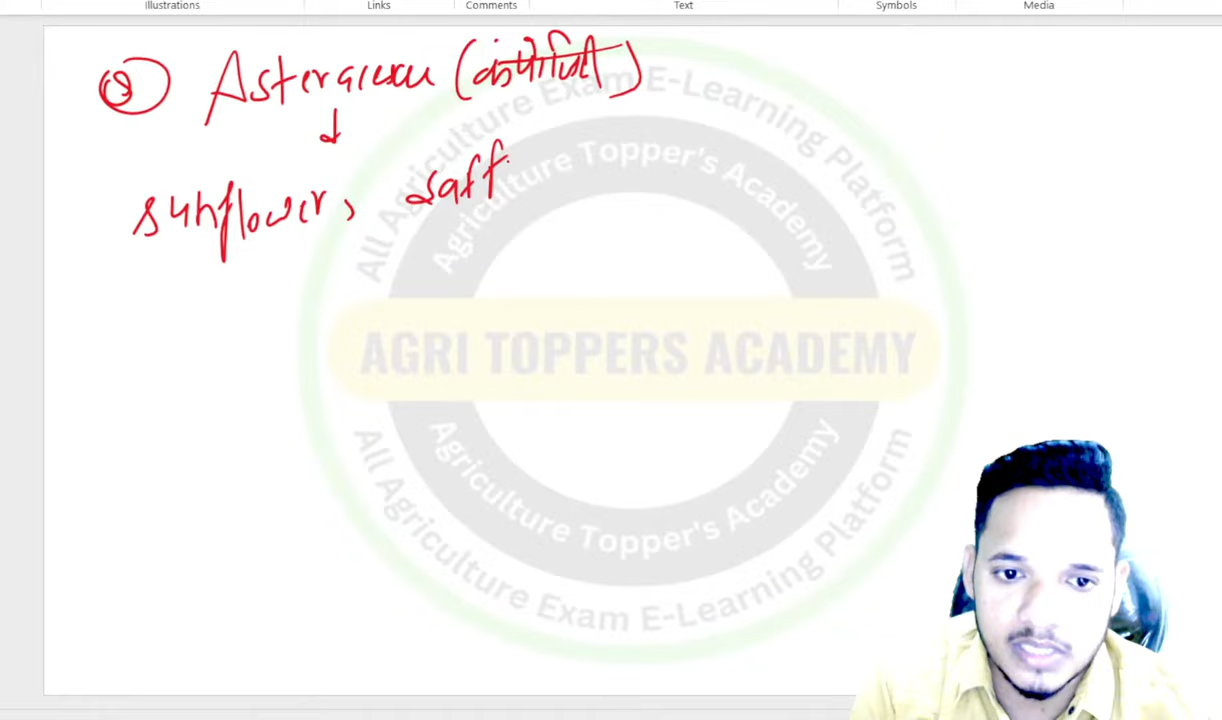 Illustrations Links Comments Text Symbols Media
Asteraceae (
sunflower, saff
All Agriculture Exam E-Learning Platform
Agriculture Topper's Academy
AGRI TOPPERS ACADEMY
Agriculture Topper's Academy
All Agriculture Exam E-Learning Platform